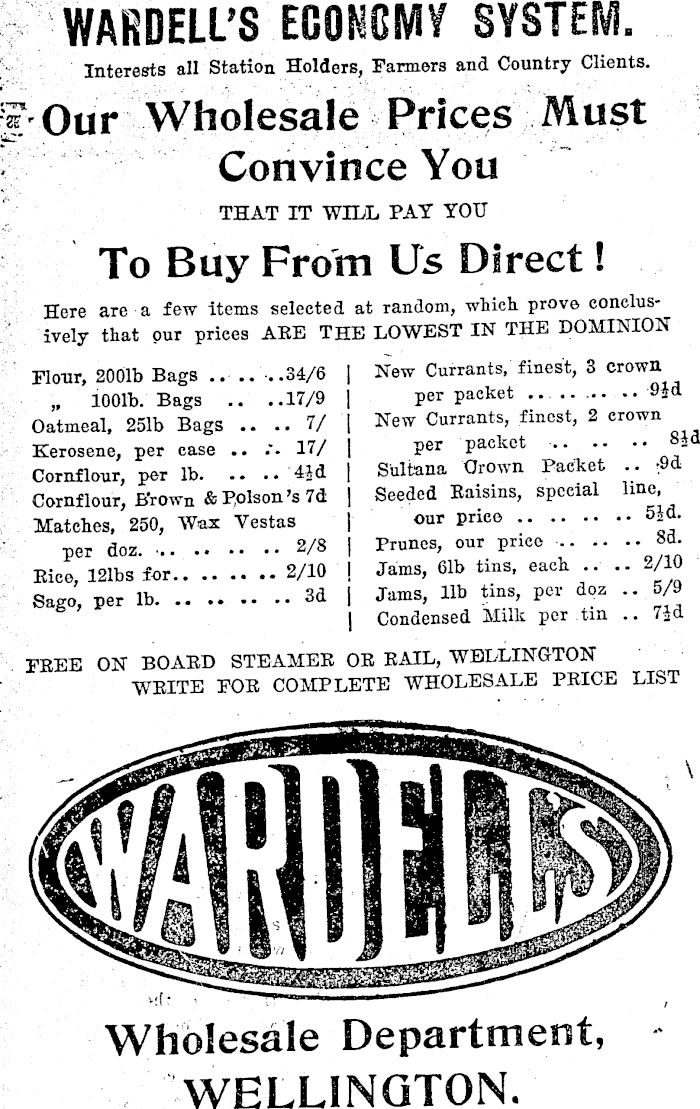 WARDELL'S ECONOMY SYSTEM.
Interests all Station Holders, Farmers and Country Clients.
Our Wholesale Prices Must
Convince You
THAT IT WILL PAY YOU
To Buy From Us Direct!
Here are a few items selected at random, which prove conclus-
ively that our prices ARE THE LOWEST IN THE DOMINION
Flour, 200lb Bags .. .. ..34/6
„ 100lb. Bags .. ..17/9
Oatmeal, 25lb Bags .. .. 7/
Kerosene, per case .. .. 17/
Cornflour, per lb. .. .. 4½d
Cornflour, Brown & Polson's 7d
Matches, 250, Wax Vestas
per doz. .. .. .. .. .. 2/8
Rice, 12lbs for.. .. .. .. 2/10
Sago, per lb. .. .. .. .. .. 3d
New Currants, finest, 3 crown
per packet .. .. .. .. 9½d
New Currants, finest, 2 crown
per packet .. .. .. 8½d
Sultana Crown Packet .. 9d
Seeded Raisins, special line,
our price .. .. .. .. .. 5½d.
Prunes, our price .. .. .. 8d.
Jams, 6lb tins, each .. .. 2/10
Jams, 1lb tins, per doz .. 5/9
Condensed Milk per tin .. 7½d
FREE ON BOARD STEAMER OR RAIL, WELLINGTON
WRITE FOR COMPLETE WHOLESALE PRICE LIST
WARDELL'S
Wholesale Department,
WELLINGTON.